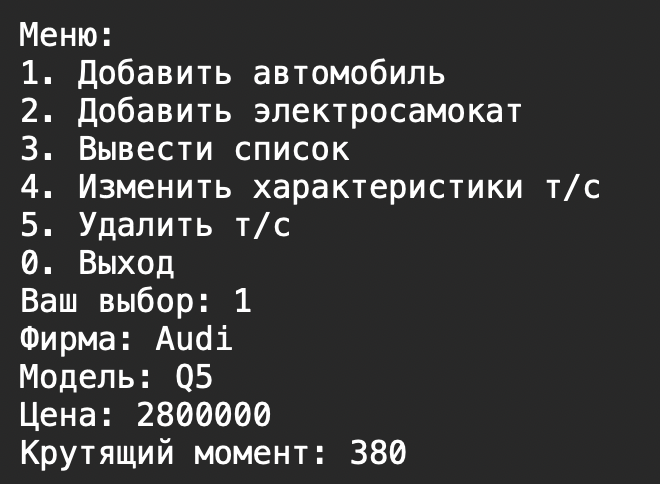 Меню:
1. Добавить автомобиль
2. Добавить электросамокат
3. Вывести список
4. Изменить характеристики т/с
5. Удалить т/с
0. Выход
Ваш выбор: 1
Фирма: Audi
Модель: Q5
Цена: 2800000
Крутящий момент: 380